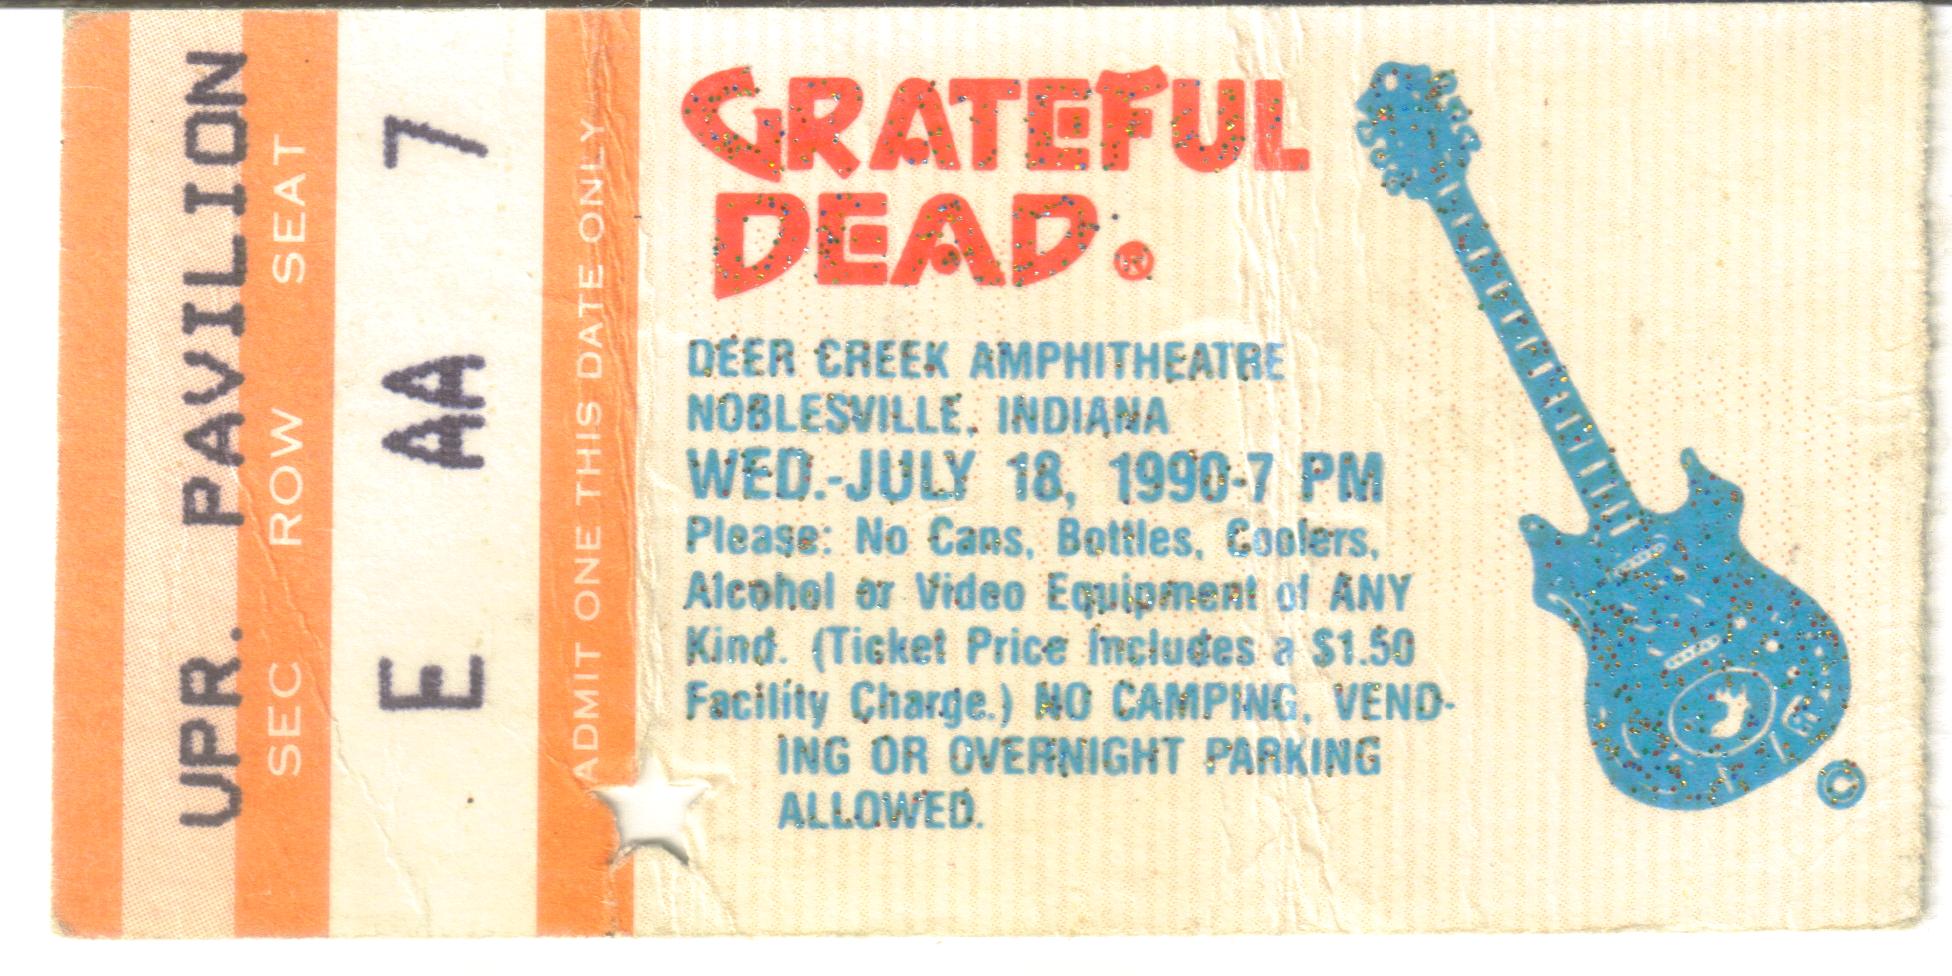 UPR. PAVILION
SEC ROW SEAT
E AA 7
ADMIT ONE THIS DATE ONLY
GRATEFUL
DEAD.®
DEER CREEK AMPHITHEATRE
NOBLESVILLE, INDIANA
WED.-JULY 18, 1990-7 PM
Please: No Cans, Bottles, Coolers,
Alcohol or Video Equipment of ANY
Kind. (Ticket Price Includes a $1.50
Facility Charge.) NO CAMPING, VEND-
ING OR OVERNIGHT PARKING
ALLOWED.
©